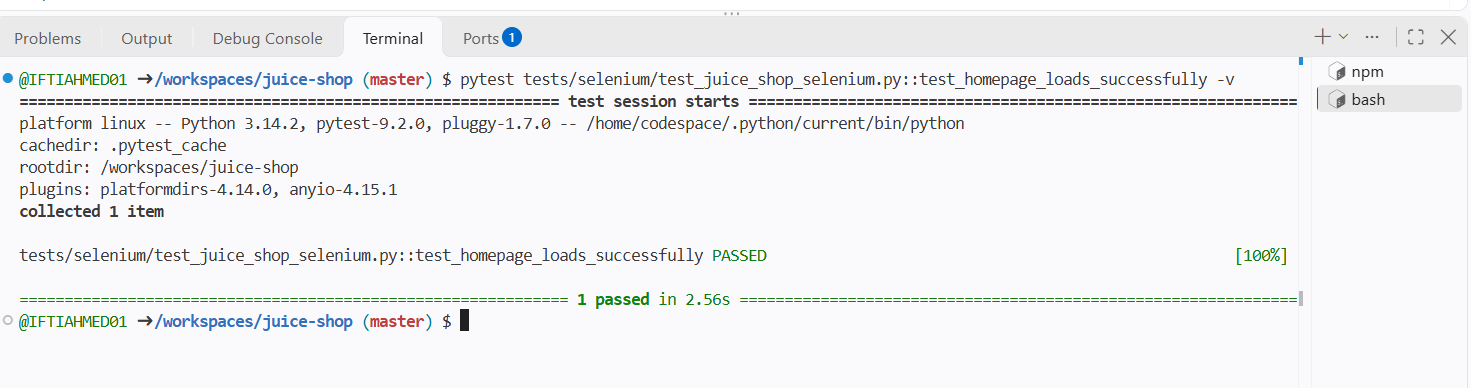 Problems Output Debug Console Terminal Ports 1
@IFTIAHMED01 ➜/workspaces/juice-shop (master) $ pytest tests/selenium/test_juice_shop_selenium.py::test_homepage_loads_successfully -v
============================================================ test session starts =============================================================
platform linux -- Python 3.14.2, pytest-9.2.0, pluggy-1.7.0 -- /home/codespace/.python/current/bin/python
cachedir: .pytest_cache
rootdir: /workspaces/juice-shop
plugins: platformdirs-4.14.0, anyio-4.15.1
collected 1 item
tests/selenium/test_juice_shop_selenium.py::test_homepage_loads_successfully PASSED [100%]
============================================================= 1 passed in 2.56s ==============================================================
@IFTIAHMED01 ➜/workspaces/juice-shop (master) $
npm
bash